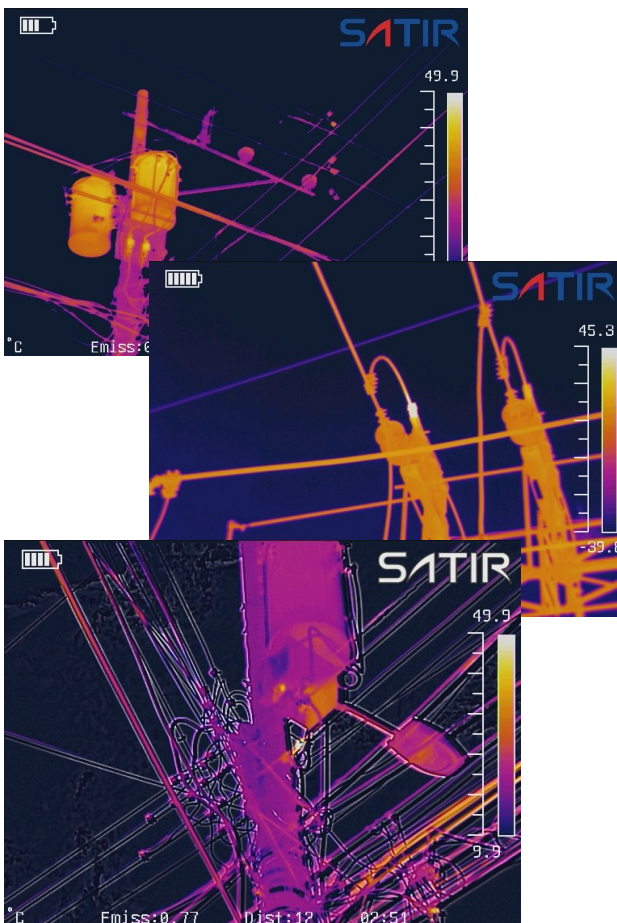 SATIR
49.9
°C
SATIR
45.3
SATIR
49.9
9.9
°C Emiss:0.77 Dist:12 02:51